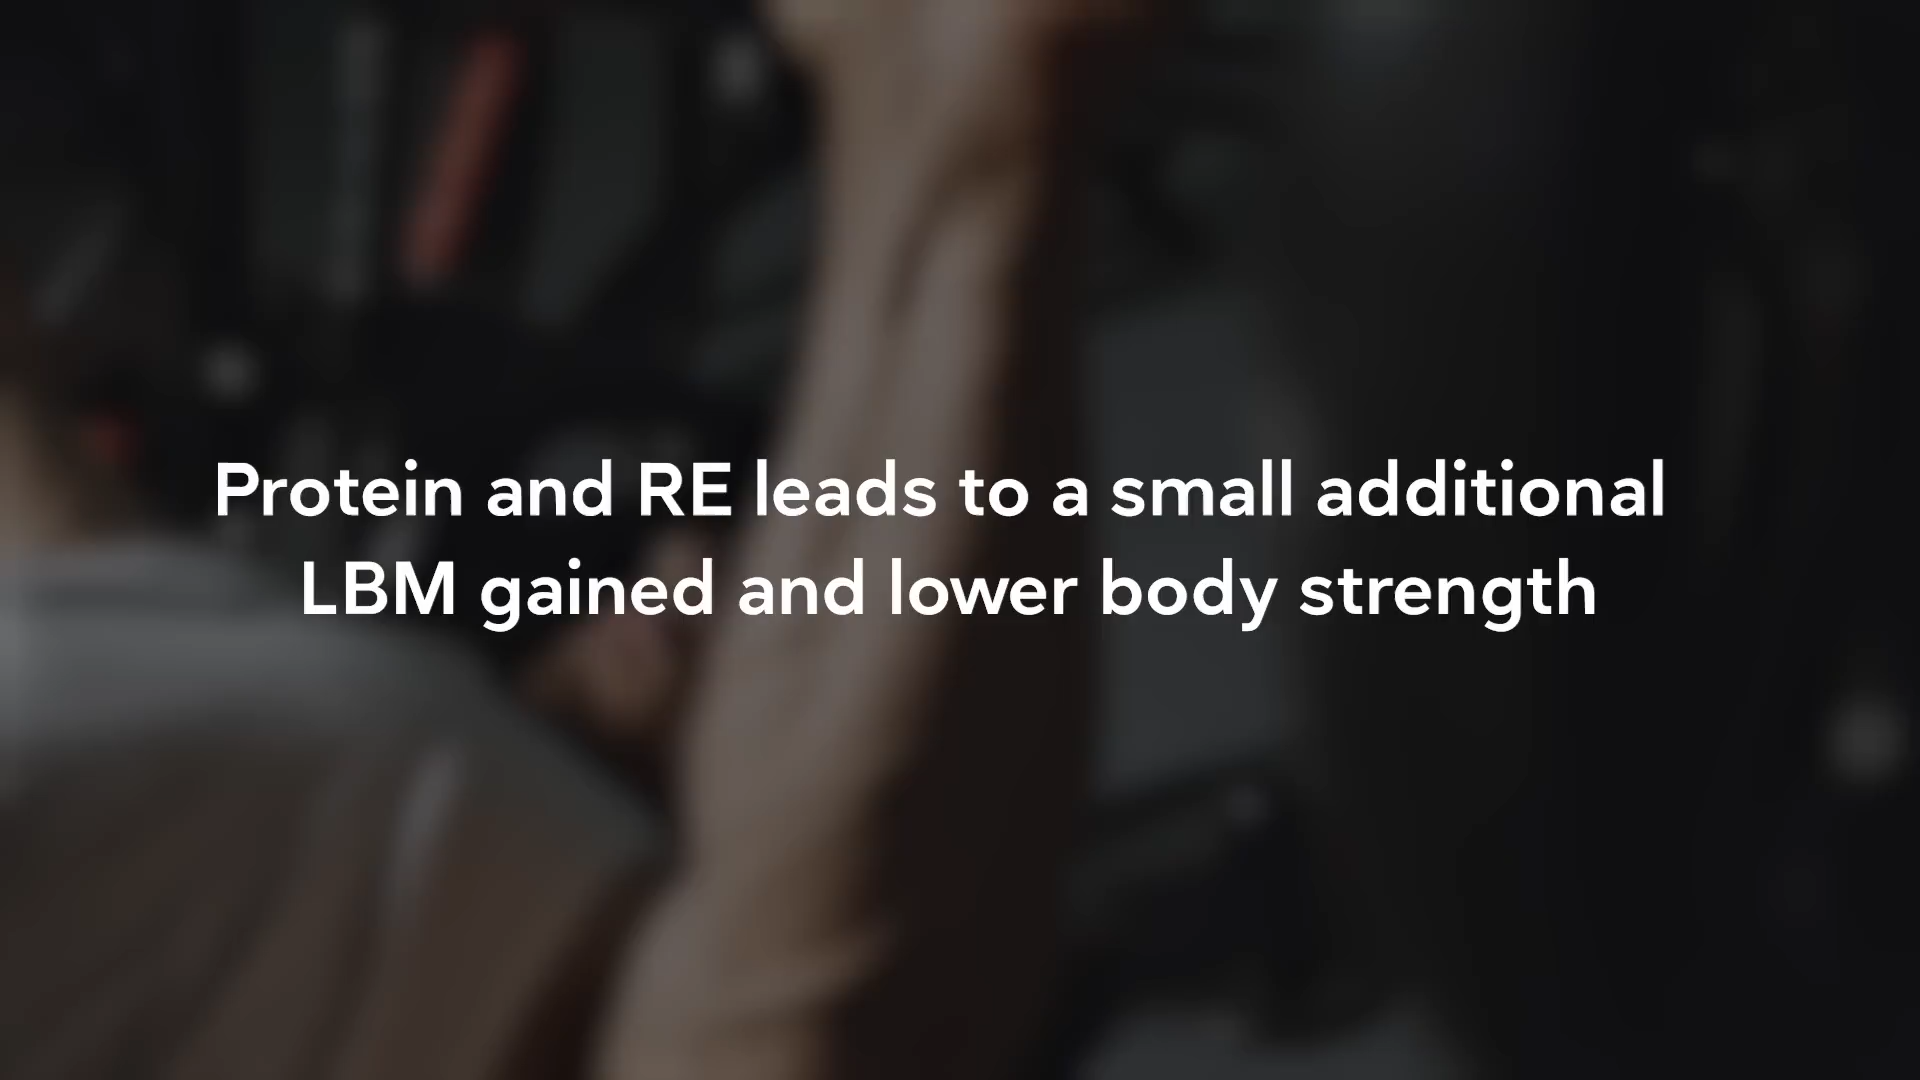 Protein and RE leads to a small additional
LBM gained and lower body strength